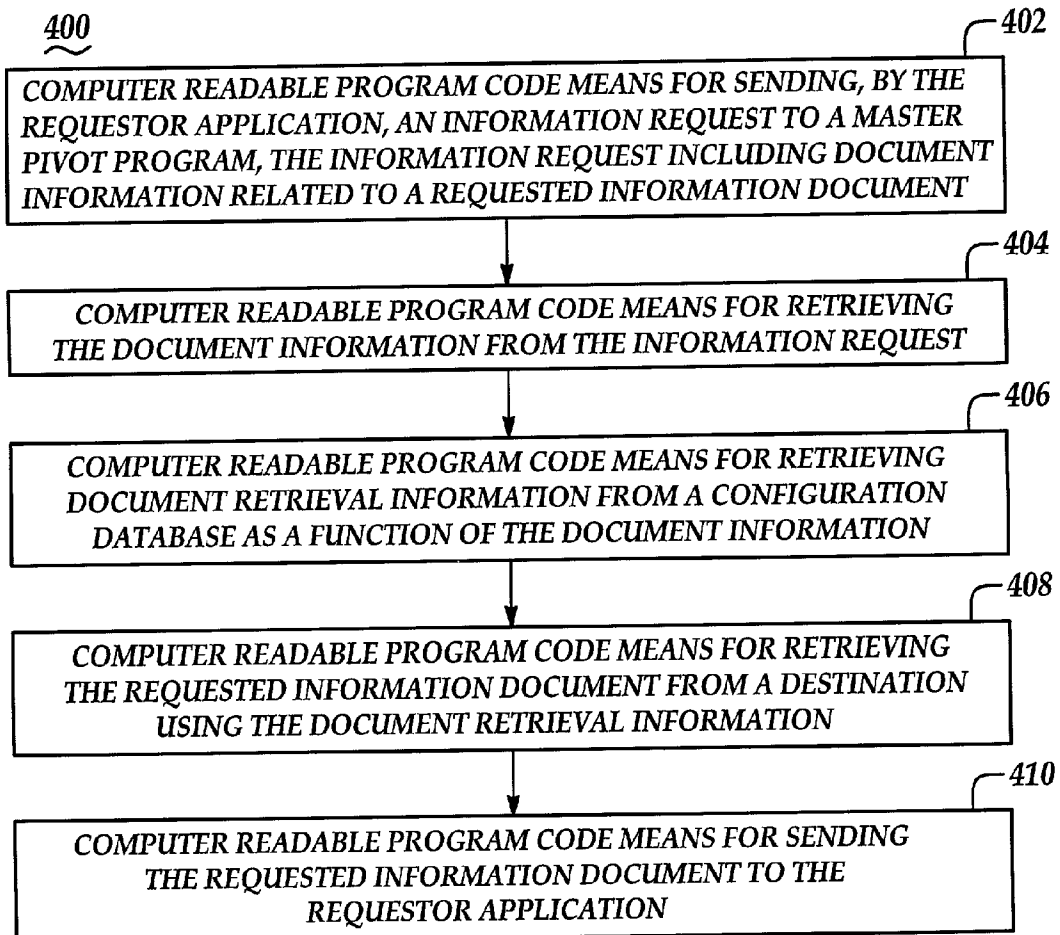 400
402
COMPUTER READABLE PROGRAM CODE MEANS FOR SENDING, BY THE
REQUESTOR APPLICATION, AN INFORMATION REQUEST TO A MASTER
PIVOT PROGRAM, THE INFORMATION REQUEST INCLUDING DOCUMENT
INFORMATION RELATED TO A REQUESTED INFORMATION DOCUMENT
404
COMPUTER READABLE PROGRAM CODE MEANS FOR RETRIEVING
THE DOCUMENT INFORMATION FROM THE INFORMATION REQUEST
406
COMPUTER READABLE PROGRAM CODE MEANS FOR RETRIEVING
DOCUMENT RETRIEVAL INFORMATION FROM A CONFIGURATION
DATABASE AS A FUNCTION OF THE DOCUMENT INFORMATION
408
COMPUTER READABLE PROGRAM CODE MEANS FOR RETRIEVING
THE REQUESTED INFORMATION DOCUMENT FROM A DESTINATION
USING THE DOCUMENT RETRIEVAL INFORMATION
410
COMPUTER READABLE PROGRAM CODE MEANS FOR SENDING
THE REQUESTED INFORMATION DOCUMENT TO THE
REQUESTOR APPLICATION